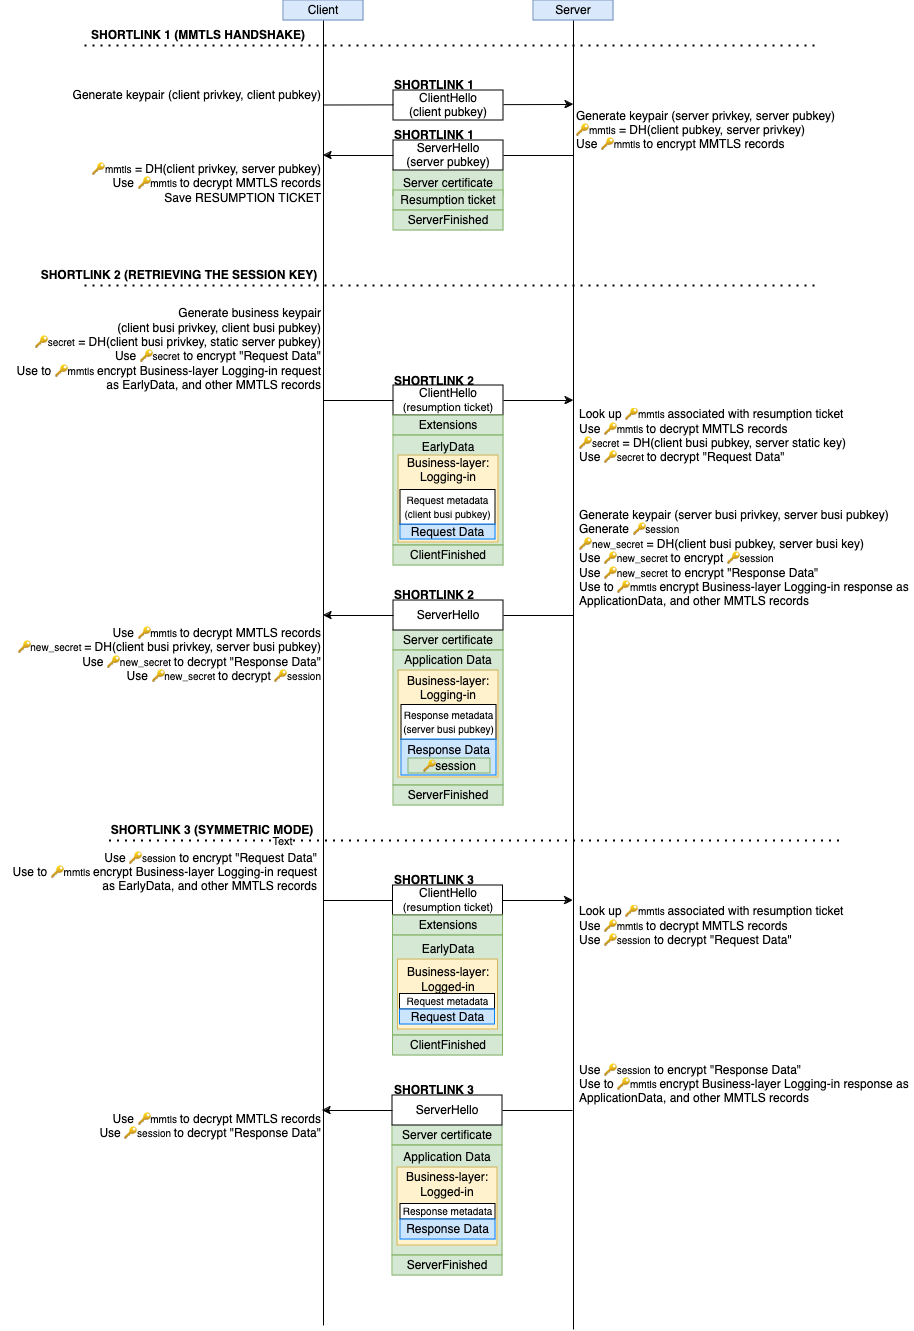 Client
Server
SHORTLINK 1 (MMTLS HANDSHAKE)
Generate keypair (client privkey, client pubkey)
SHORTLINK 1
ClientHello
(client pubkey)
Generate keypair (server privkey, server pubkey)
🔑mmtls = DH(client pubkey, server privkey)
Use 🔑mmtls to encrypt MMTLS records
SHORTLINK 1
ServerHello
(server pubkey)
Server certificate
Resumption ticket
ServerFinished
🔑mmtls = DH(client privkey, server pubkey)
Use 🔑mmtls to decrypt MMTLS records
Save RESUMPTION TICKET
SHORTLINK 2 (RETRIEVING THE SESSION KEY)
Generate business keypair
(client busi privkey, client busi pubkey)
🔑secret = DH(client busi privkey, static server pubkey)
Use 🔑secret to encrypt "Request Data"
Use to 🔑mmtls encrypt Business-layer Logging-in request
as EarlyData, and other MMTLS records
SHORTLINK 2
ClientHello
(resumption ticket)
Extensions
EarlyData
Business-layer:
Logging-in
Request metadata
(client busi pubkey)
Request Data
ClientFinished
Look up 🔑mmtls associated with resumption ticket
Use 🔑mmtls to decrypt MMTLS records
🔑secret = DH(client busi pubkey, server static key)
Use 🔑secret to decrypt "Request Data"
Generate keypair (server busi privkey, server busi pubkey)
Generate 🔑session
🔑new_secret = DH(client busi pubkey, server busi key)
Use 🔑new_secret to encrypt 🔑session
Use 🔑new_secret to encrypt "Response Data"
Use to 🔑mmtls encrypt Business-layer Logging-in response as
ApplicationData, and other MMTLS records
SHORTLINK 2
ServerHello
Server certificate
Application Data
Business-layer:
Logging-in
Response metadata
(server busi pubkey)
Response Data
🔑session
ServerFinished
Use 🔑mmtls to decrypt MMTLS records
🔑new_secret = DH(client busi privkey, server busi pubkey)
Use 🔑new_secret to decrypt "Response Data"
Use 🔑new_secret to decrypt 🔑session
SHORTLINK 3 (SYMMETRIC MODE)
Text
Use 🔑session to encrypt "Request Data"
Use to 🔑mmtls encrypt Business-layer Logging-in request
as EarlyData, and other MMTLS records
SHORTLINK 3
ClientHello
(resumption ticket)
Extensions
EarlyData
Business-layer:
Logged-in
Request metadata
Request Data
ClientFinished
Look up 🔑mmtls associated with resumption ticket
Use 🔑mmtls to decrypt MMTLS records
Use 🔑session to decrypt "Request Data"
Use 🔑session to encrypt "Response Data"
Use to 🔑mmtls encrypt Business-layer Logging-in response as
ApplicationData, and other MMTLS records
SHORTLINK 3
ServerHello
Server certificate
Application Data
Business-layer:
Logged-in
Response metadata
Response Data
ServerFinished
Use 🔑mmtls to decrypt MMTLS records
Use 🔑session to decrypt "Response Data"